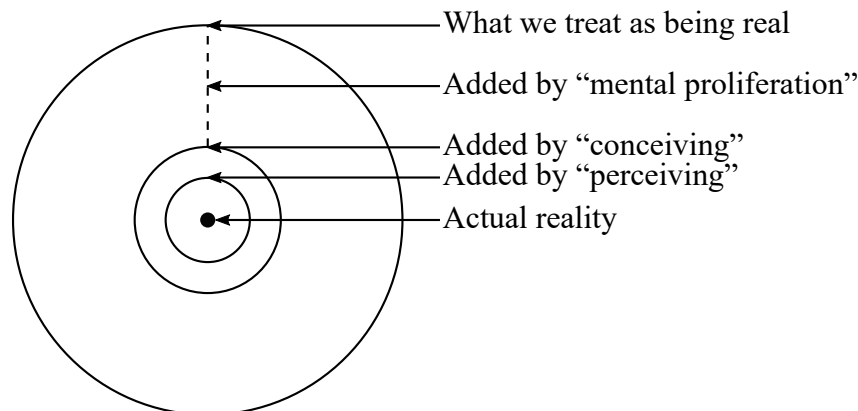 What we treat as being real
Added by “mental proliferation”
Added by “conceiving”
Added by “perceiving”
Actual reality